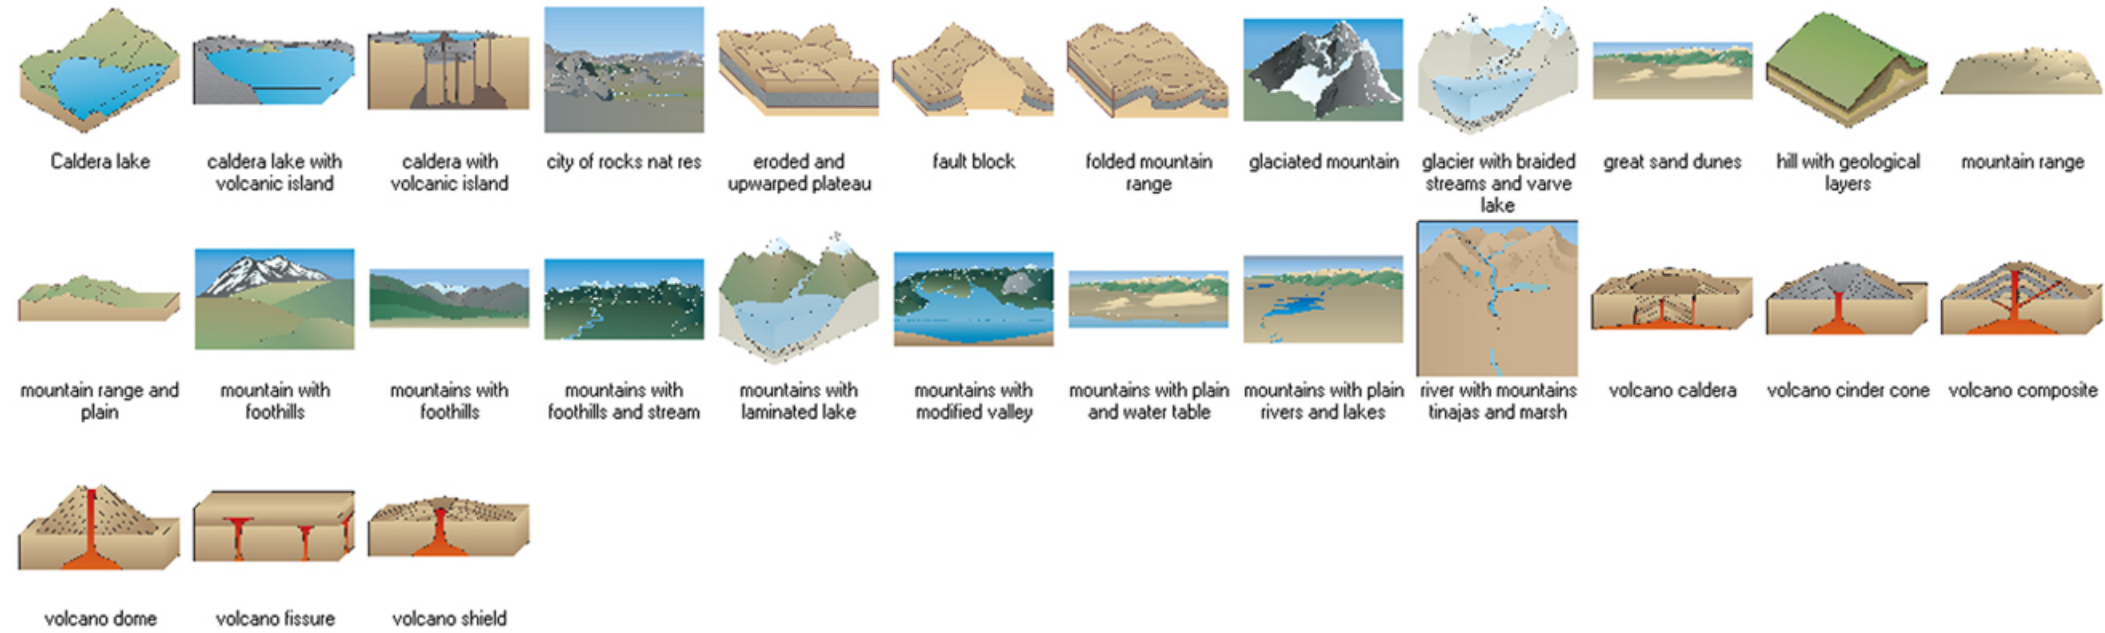 Caldera lake
caldera lake with
volcanic island
caldera with
volcanic island
city of rocks nat res
eroded and
upwarped plateau
fault block
folded mountain
range
glaciated mountain
glacier with braided
streams and varve
lake
great sand dunes
hill with geological
layers
mountain range
mountain range and
plain
mountain with
foothills
mountains with
foothills
mountains with
foothills and stream
mountains with
laminated lake
mountains with
modified valley
mountains with plain
and water table
mountains with plain
rivers and lakes
river with mountains
tinajas and marsh
volcano caldera
volcano cinder cone
volcano composite
volcano dome
volcano fissure
volcano shield